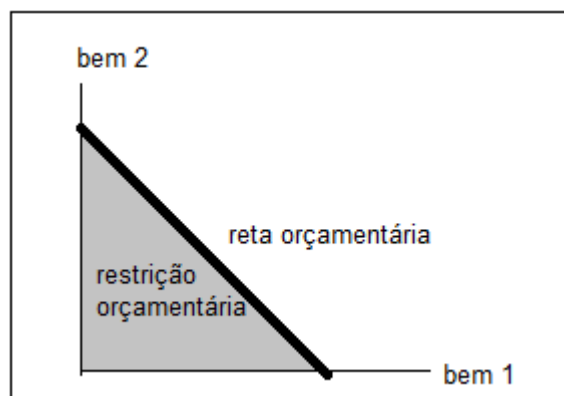 bem 2
reta orçamentária
restrição
orçamentária
bem 1